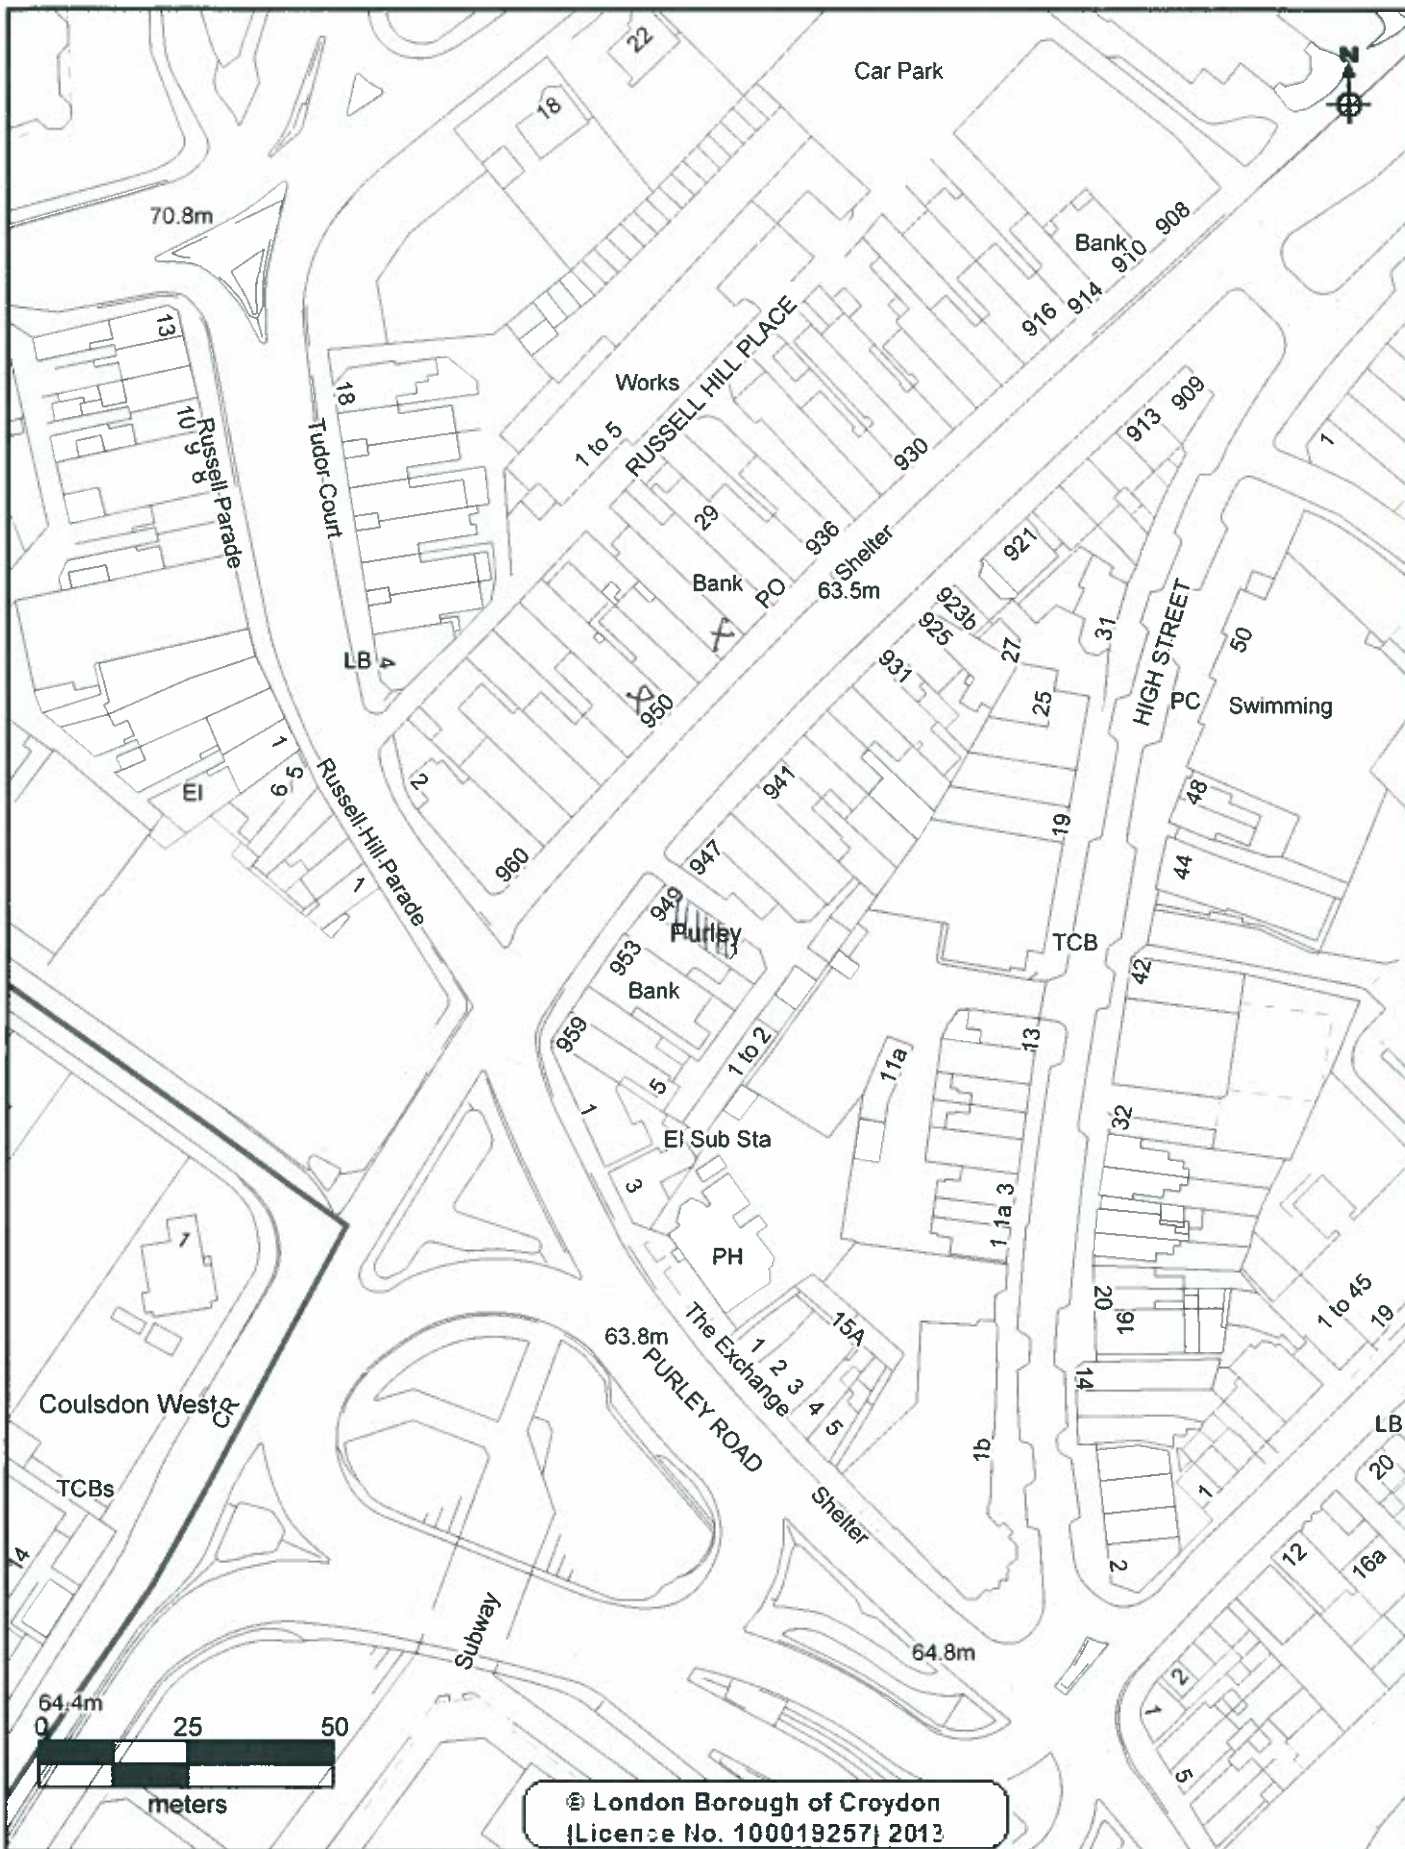 22
Car Park
N
18
70.8m
Bank
908
910
914
916
13
RUSSELL HILL PLACE
Works
18
1 to 5
909
913
10
9
8
Russell Parade
Tudor Court
930
1
29
936
Shelter
921
Bank
PO
63.5m
923b
925
31
HIGH STREET
50
27
LB
4
931
25
PC
Swimming
950
1
5
6
El
2
941
48
Russell Hill Parade
19
960
947
44
1
949
Purley
953
TCB
42
Bank
959
13
1 to 2
11a
5
1
El Sub Sta
32
3
3
1a
1
7
PH
20
16
1 to 45
19
The Exchange
15A
63.8m
1
2
3
4
5
PURLEY ROAD
14
Coulsdon West
CR
1b
LB
20
TCBs
Shelter
1
14
2
12
16a
Subway
64.8m
2
1
5
64.4m
0 25 50
meters
© London Borough of Croydon
(Licence No. 100019257) 2013